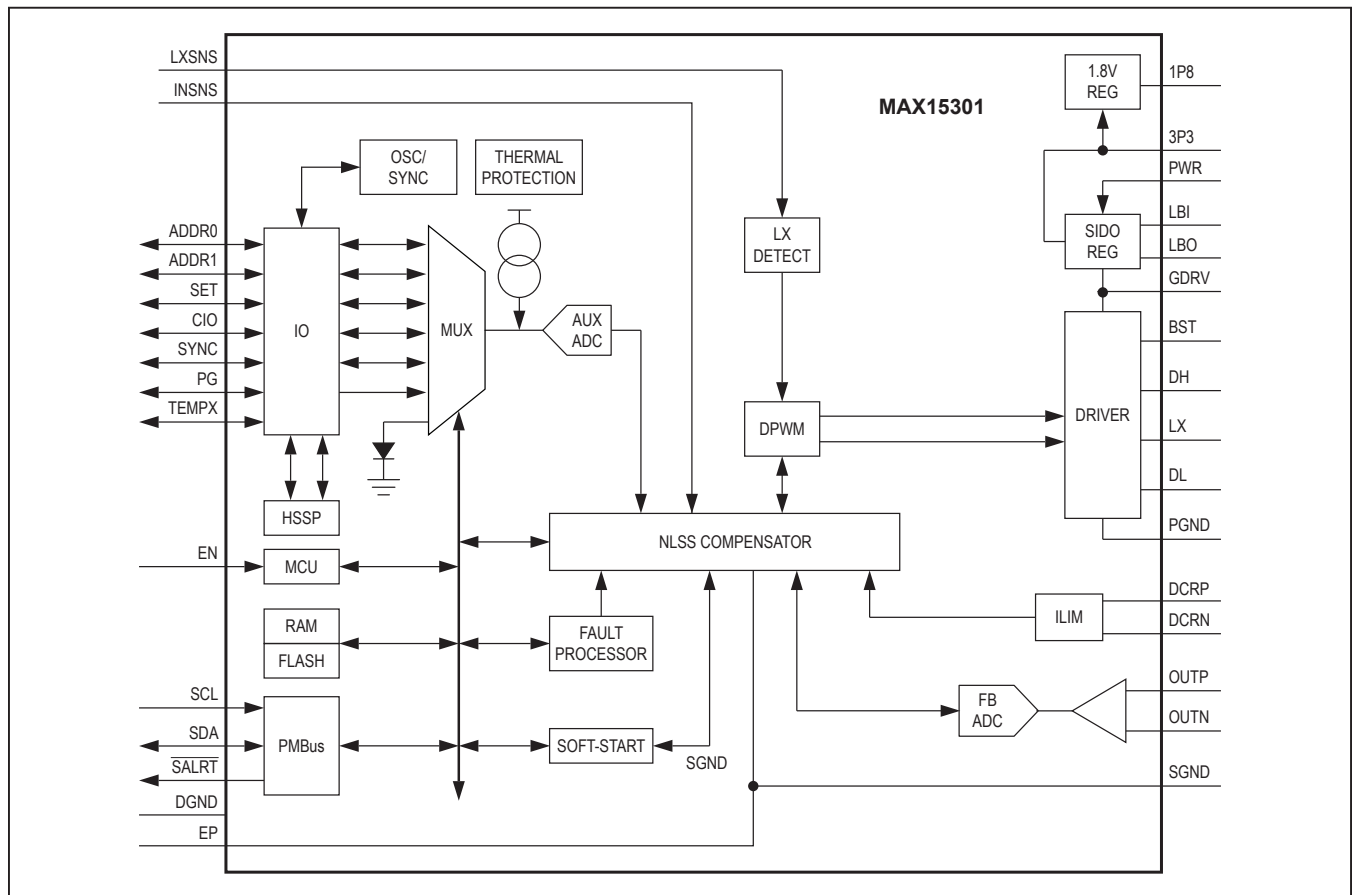 LXSNS
INSNS
MAX15301
1.8V
REG
1P8
3P3
PWR
LBI
LBO
GDRV
SIDO
REG
OSC/
SYNC
THERMAL
PROTECTION
LX
DETECT
ADDR0
ADDR1
SET
CIO
SYNC
PG
TEMPX
IO
MUX
AUX
ADC
DPWM
DRIVER
BST
DH
LX
DL
PGND
HSSP
EN
MCU
NLSS COMPENSATOR
RAM
FLASH
FAULT
PROCESSOR
ILIM
DCRP
DCRN
SCL
SDA
SALRT
PMBus
SOFT-START
SGND
FB
ADC
OUTP
OUTN
SGND
DGND
EP